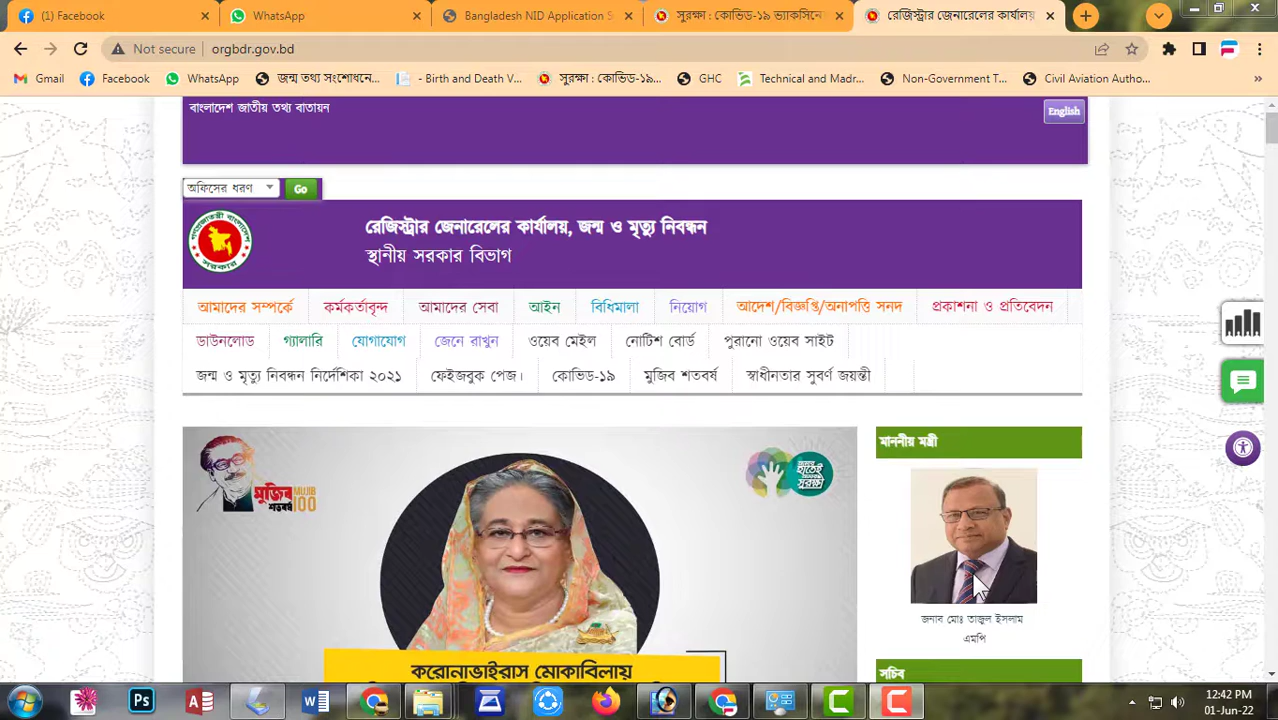 (1) Facebook
WhatsApp
Bangladesh NID Application S
সুরক্ষা : কোভিড-১৯ ভ্যাকসিনে
রেজিস্ট্রার জেনারেলের কার্যালয়
Not secure
orgbdr.gov.bd
Gmail
Facebook
WhatsApp
জন্ম তথ্য সংশোধনে...
- Birth and Death V...
সুরক্ষা : কোভিড-১৯...
GHC
Technical and Madr...
Non-Government T...
Civil Aviation Autho...
»
বাংলাদেশ জাতীয় তথ্য বাতায়ন
English
অফিসের ধরণ
Go
রেজিস্ট্রার জেনারেলের কার্যালয়, জন্ম ও মৃত্যু নিবন্ধন
স্থানীয় সরকার বিভাগ
আমাদের সম্পর্কে কর্মকর্তাবৃন্দ আমাদের সেবা আইন বিধিমালা নিয়োগ আদেশ/বিজ্ঞপ্তি/অনাপত্তি সনদ প্রকাশনা ও প্রতিবেদন
ডাউনলোড গ্যালারি যোগাযোগ জেনে রাখুন ওয়েব মেইল নোটিশ বোর্ড পুরানো ওয়েব সাইট
জন্ম ও মৃত্যু নিবন্ধন নির্দেশিকা ২০২১ ফেইজবুক পেজ। কোভিড-১৯ মুজিব শতবর্ষ স্বাধীনতার সুবর্ণ জয়ন্তী
মাননীয় মন্ত্রী
মুজিব MUJIB
শতবর্ষ 100
জনাব মোঃ তাজুল ইসলাম
এমপি
করোনাভাইরাস মোকাবিলায়
সচিব
Ps
12:42 PM
01-Jun-22